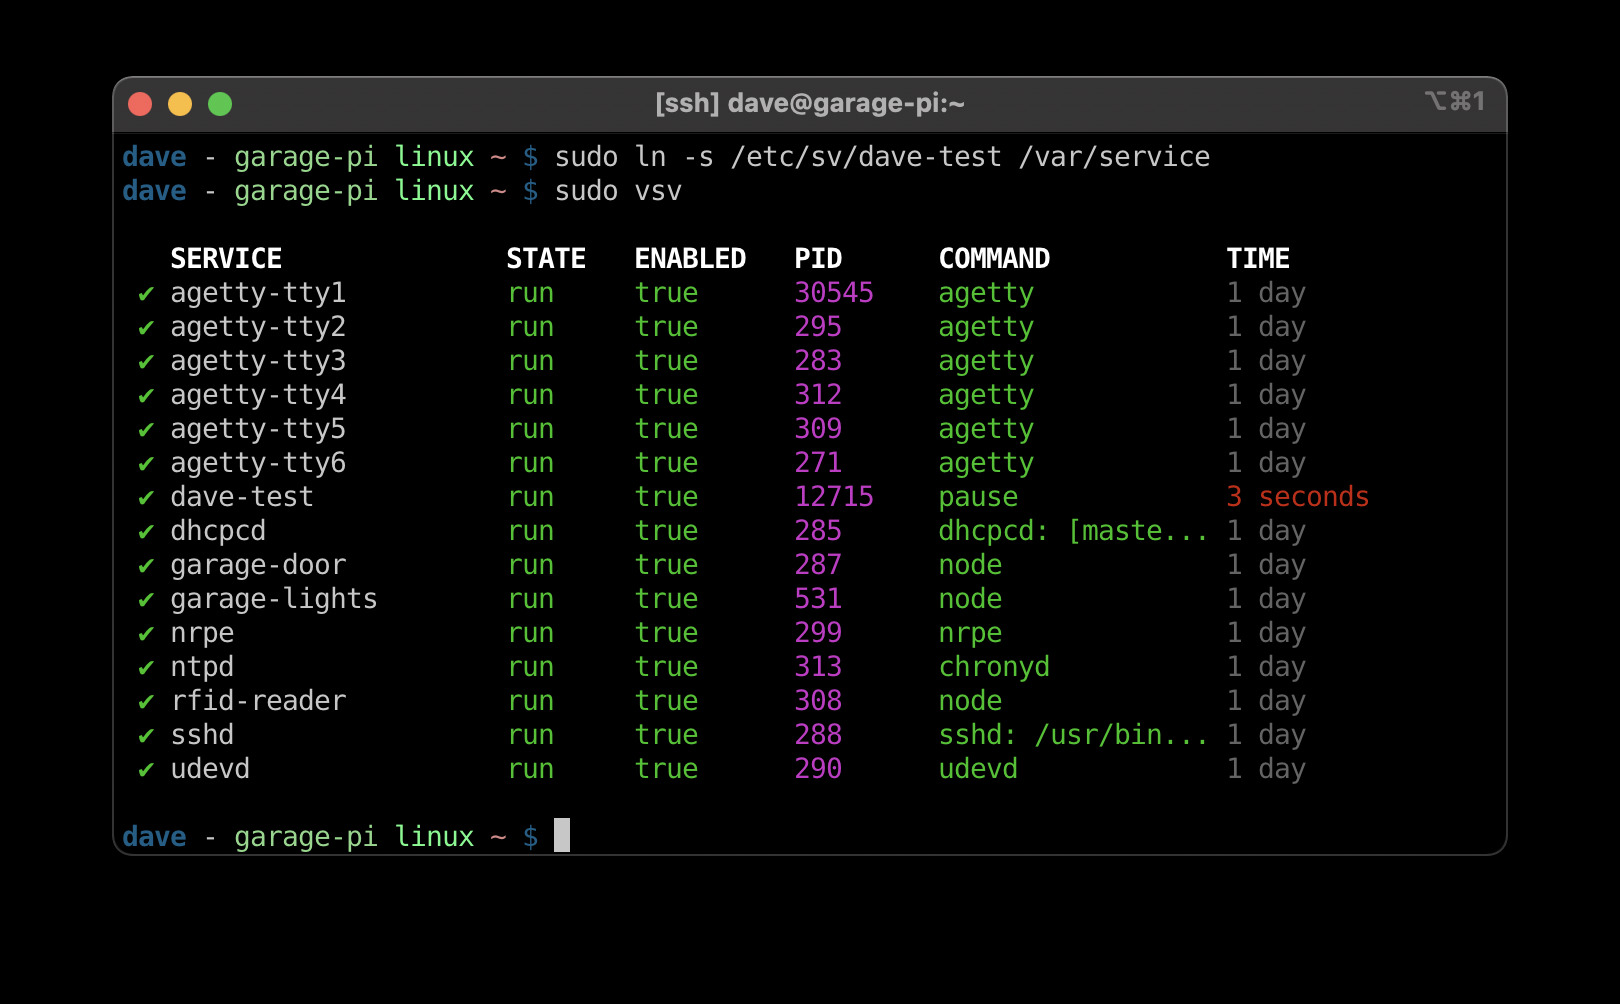 [ssh] dave@garage-pi:~ ⌥⌘1
dave - garage-pi linux ~ $ sudo ln -s /etc/sv/dave-test /var/service
dave - garage-pi linux ~ $ sudo vsv
SERVICE STATE ENABLED PID COMMAND TIME
✔ agetty-tty1 run true 30545 agetty 1 day
✔ agetty-tty2 run true 295 agetty 1 day
✔ agetty-tty3 run true 283 agetty 1 day
✔ agetty-tty4 run true 312 agetty 1 day
✔ agetty-tty5 run true 309 agetty 1 day
✔ agetty-tty6 run true 271 agetty 1 day
✔ dave-test run true 12715 pause 3 seconds
✔ dhcpcd run true 285 dhcpcd: [maste... 1 day
✔ garage-door run true 287 node 1 day
✔ garage-lights run true 531 node 1 day
✔ nrpe run true 299 nrpe 1 day
✔ ntpd run true 313 chronyd 1 day
✔ rfid-reader run true 308 node 1 day
✔ sshd run true 288 sshd: /usr/bin... 1 day
✔ udevd run true 290 udevd 1 day
dave - garage-pi linux ~ $